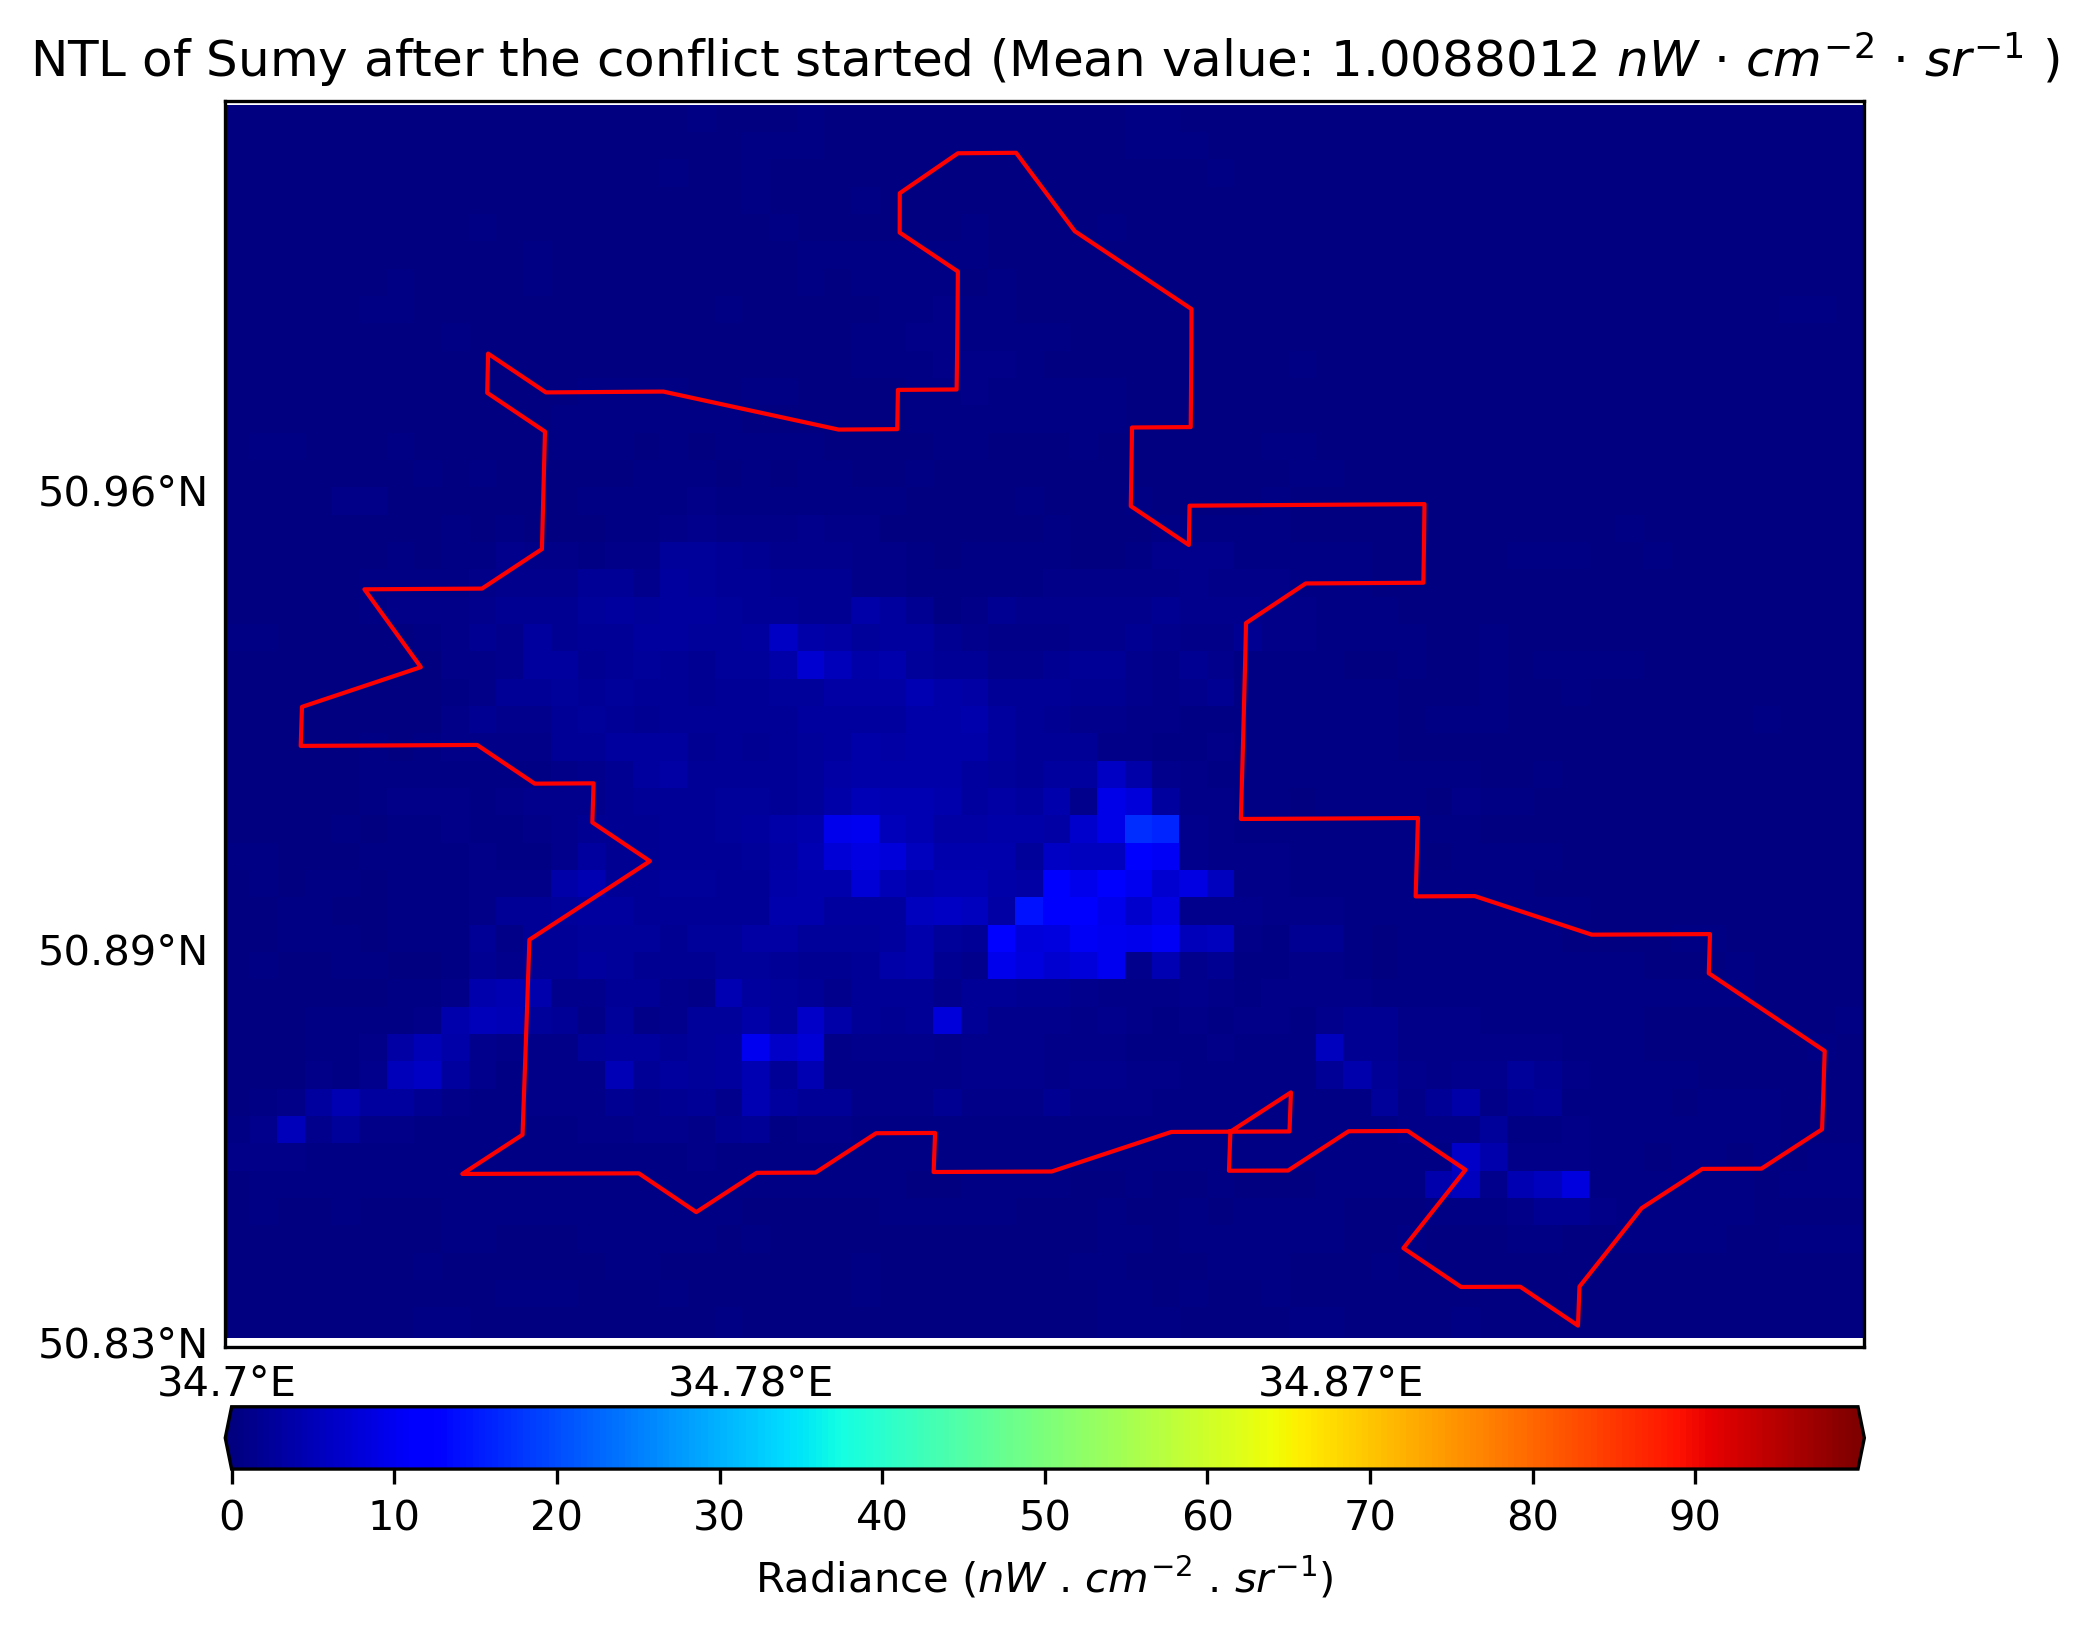 NTL of Sumy after the conflict started (Mean value: 1.0088012 nW · cm⁻² · sr⁻¹ )
50.96°N
50.89°N
50.83°N
34.7°E 34.78°E 34.87°E
0 10 20 30 40 50 60 70 80 90
Radiance (nW . cm⁻² . sr⁻¹)